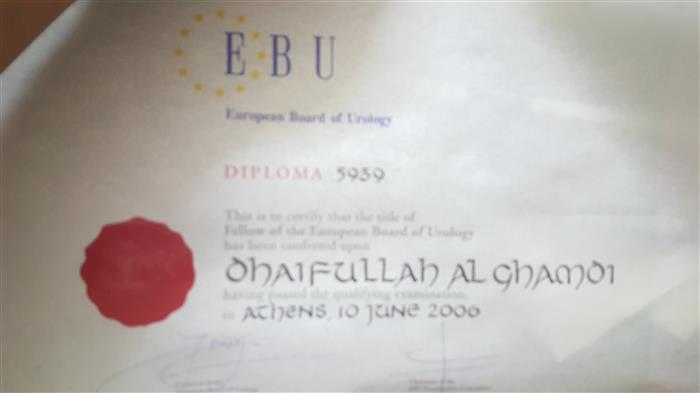 EBU
European Board of Urology
DIPLOMA 5939
This is to certify that the title of
Fellow of the European Board of Urology
has been conferred upon
DHAIFULLAH AL GHAMDI
having passed the qualifying examination,
in ATHENS, 10 JUNE 2006